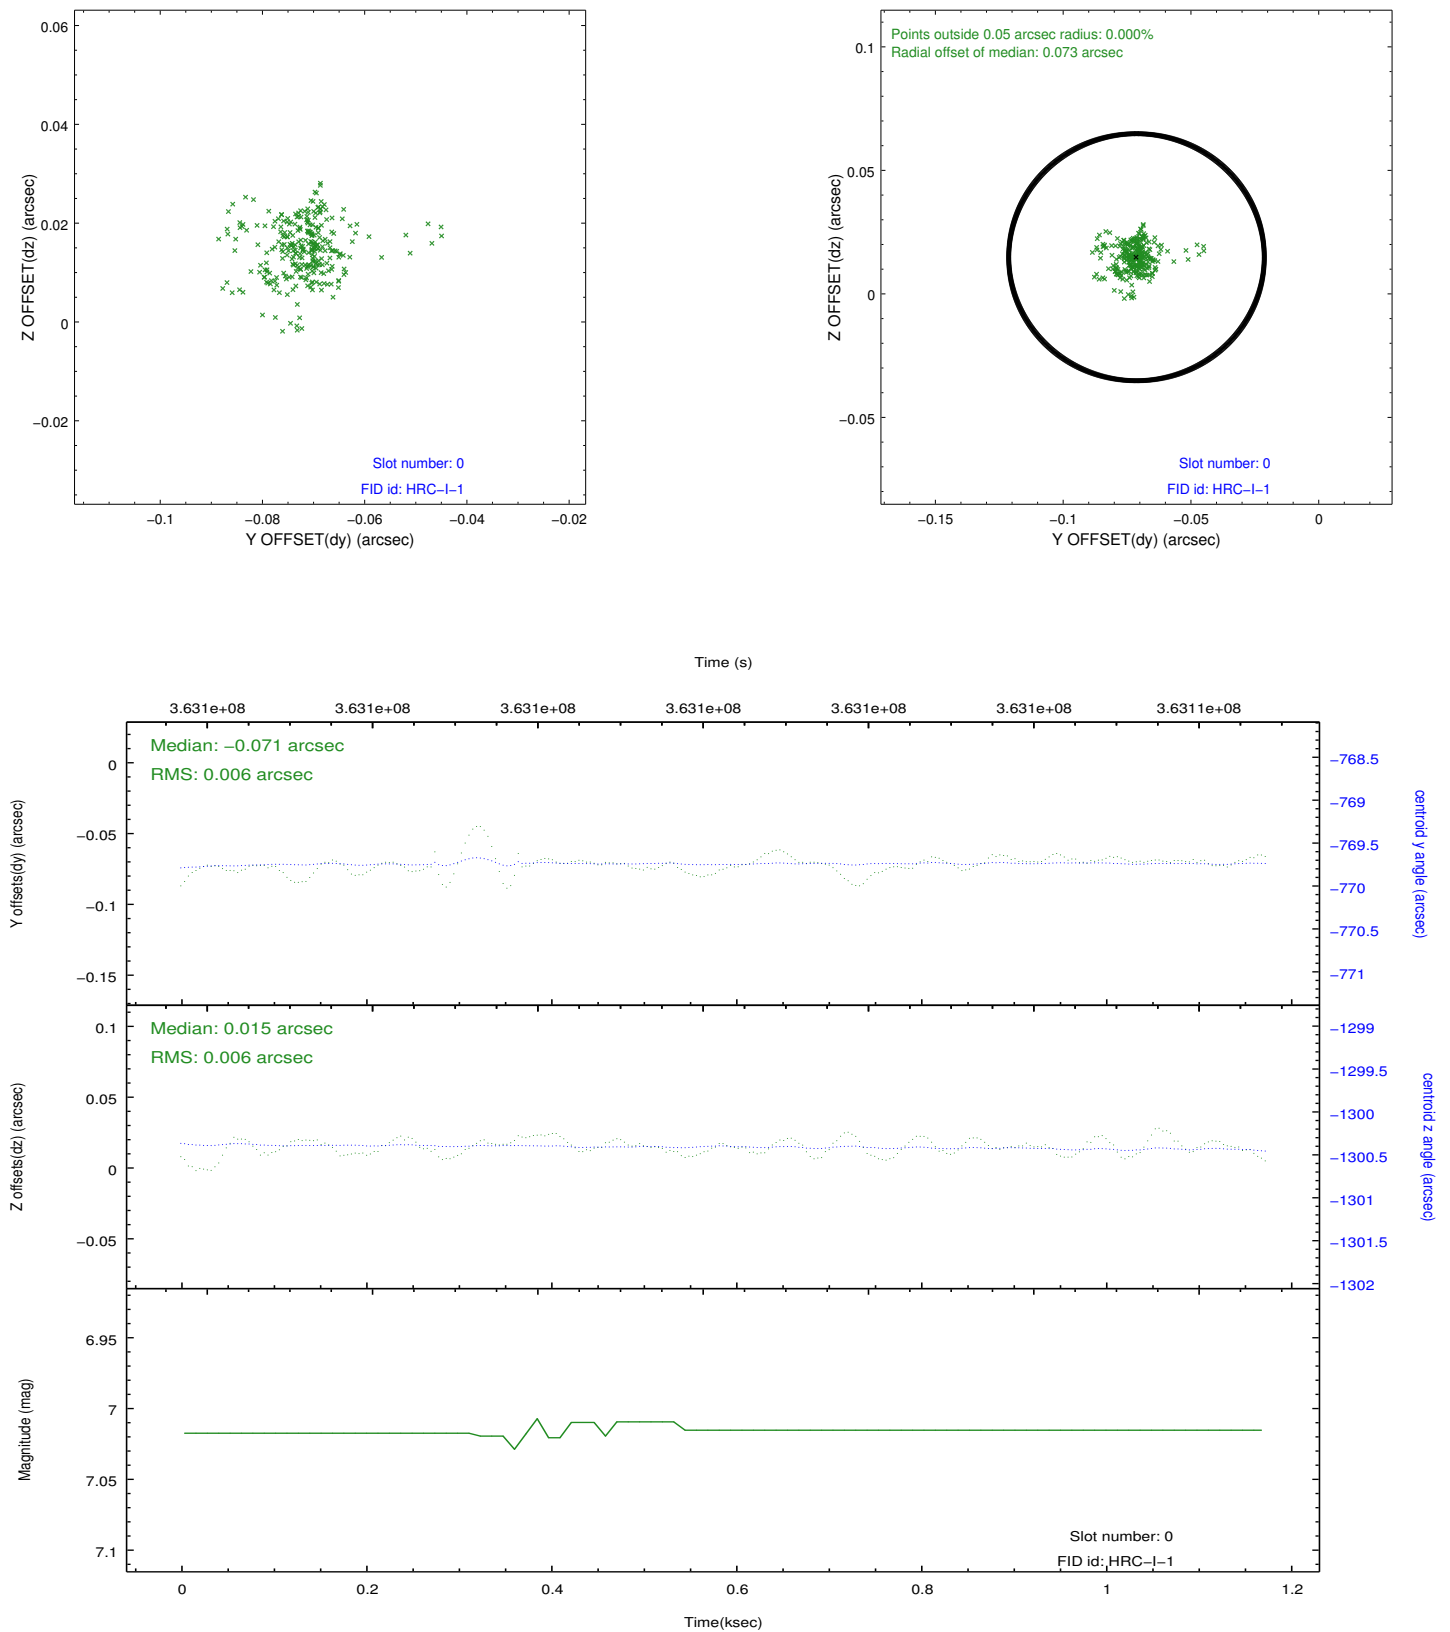 0.06
0.04
0.02
0
−0.02
Z OFFSET(dz) (arcsec)
Slot number: 0
FID id: HRC−I−1
−0.1
−0.08
−0.06
−0.04
−0.02
Y OFFSET(dy) (arcsec)
Points outside 0.05 arcsec radius: 0.000%
Radial offset of median: 0.073 arcsec
0.1
0.05
0
−0.05
Z OFFSET(dz) (arcsec)
Slot number: 0
FID id: HRC−I−1
−0.15
−0.1
−0.05
0
Y OFFSET(dy) (arcsec)
Time (s)
3.631e+08
3.631e+08
3.631e+08
3.631e+08
3.631e+08
3.631e+08
3.6311e+08
Median: −0.071 arcsec
RMS: 0.006 arcsec
0
−0.05
−0.1
−0.15
Y offsets(dy) (arcsec)
−768.5
−769
−769.5
−770
−770.5
−771
centroid y angle (arcsec)
Median: 0.015 arcsec
RMS: 0.006 arcsec
0.1
0.05
0
−0.05
Z offsets(dz) (arcsec)
−1299
−1299.5
−1300
−1300.5
−1301
−1301.5
−1302
centroid z angle (arcsec)
6.95
7
7.05
7.1
Magnitude (mag)
Slot number: 0
FID id: HRC−I−1
0
0.2
0.4
0.6
0.8
1
1.2
Time(ksec)